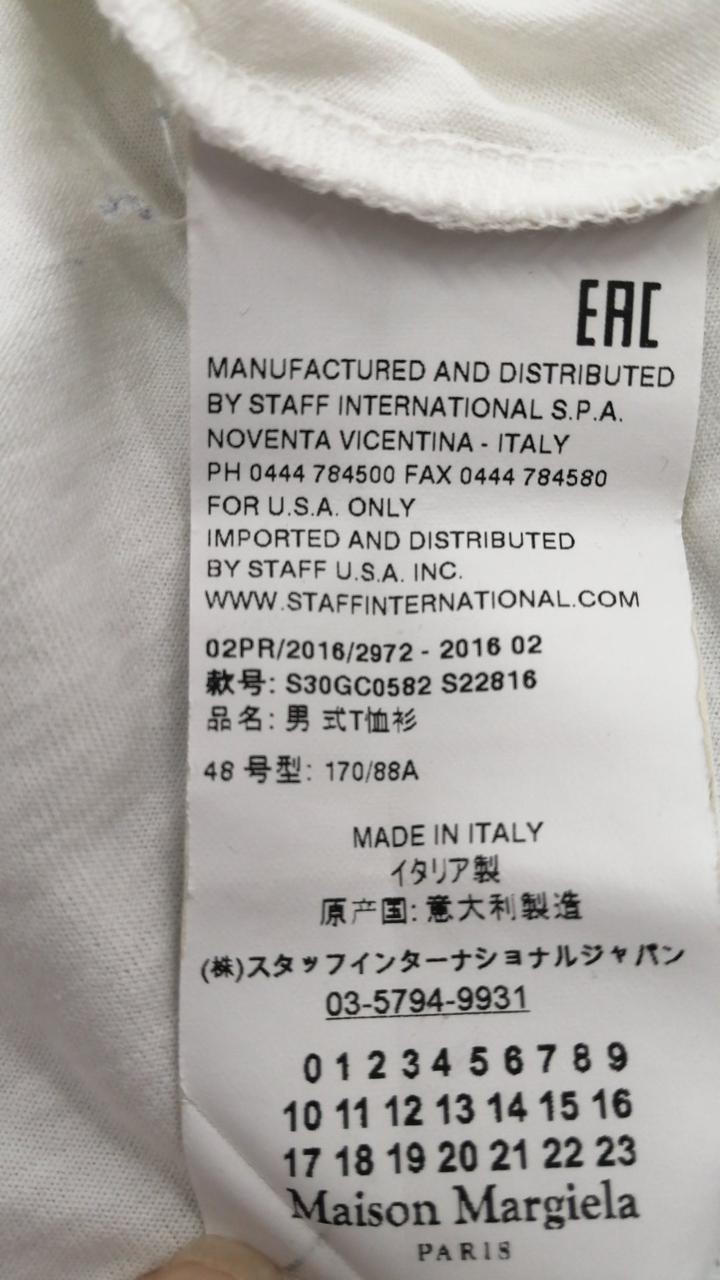 EAC
MANUFACTURED AND DISTRIBUTED
BY STAFF INTERNATIONAL S.P.A.
NOVENTA VICENTINA - ITALY
PH 0444 784500 FAX 0444 784580
FOR U.S.A. ONLY
IMPORTED AND DISTRIBUTED
BY STAFF U.S.A. INC.
WWW.STAFFINTERNATIONAL.COM
02PR/2016/2972 - 2016 02
款号: S30GC0582 S22816
品名: 男 式T恤衫
48 号型: 170/88A
MADE IN ITALY
イタリア製
原产国: 意大利製造
(株)スタッフインターナショナルジャパン
03-5794-9931
0 1 2 3 4 5 6 7 8 9
10 11 12 13 14 15 16
17 18 19 20 21 22 23
Maison Margiela
PARIS